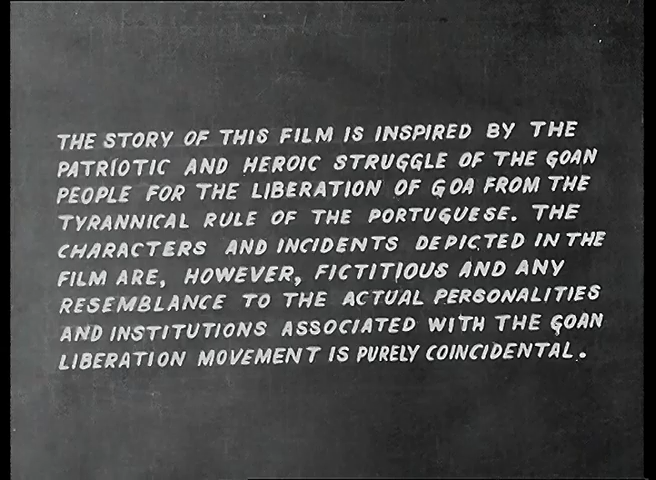 THE STORY OF THIS FILM IS INSPIRED BY THE
PATRIOTIC AND HEROIC STRUGGLE OF THE GOAN
PEOPLE FOR THE LIBERATION OF GOA FROM THE
TYRANNICAL RULE OF THE PORTUGUESE. THE
CHARACTERS AND INCIDENTS DEPICTED IN THE
FILM ARE, HOWEVER, FICTITIOUS AND ANY
RESEMBLANCE TO THE ACTUAL PERSONALITIES
AND INSTITUTIONS ASSOCIATED WITH THE GOAN
LIBERATION MOVEMENT IS PURELY COINCIDENTAL.